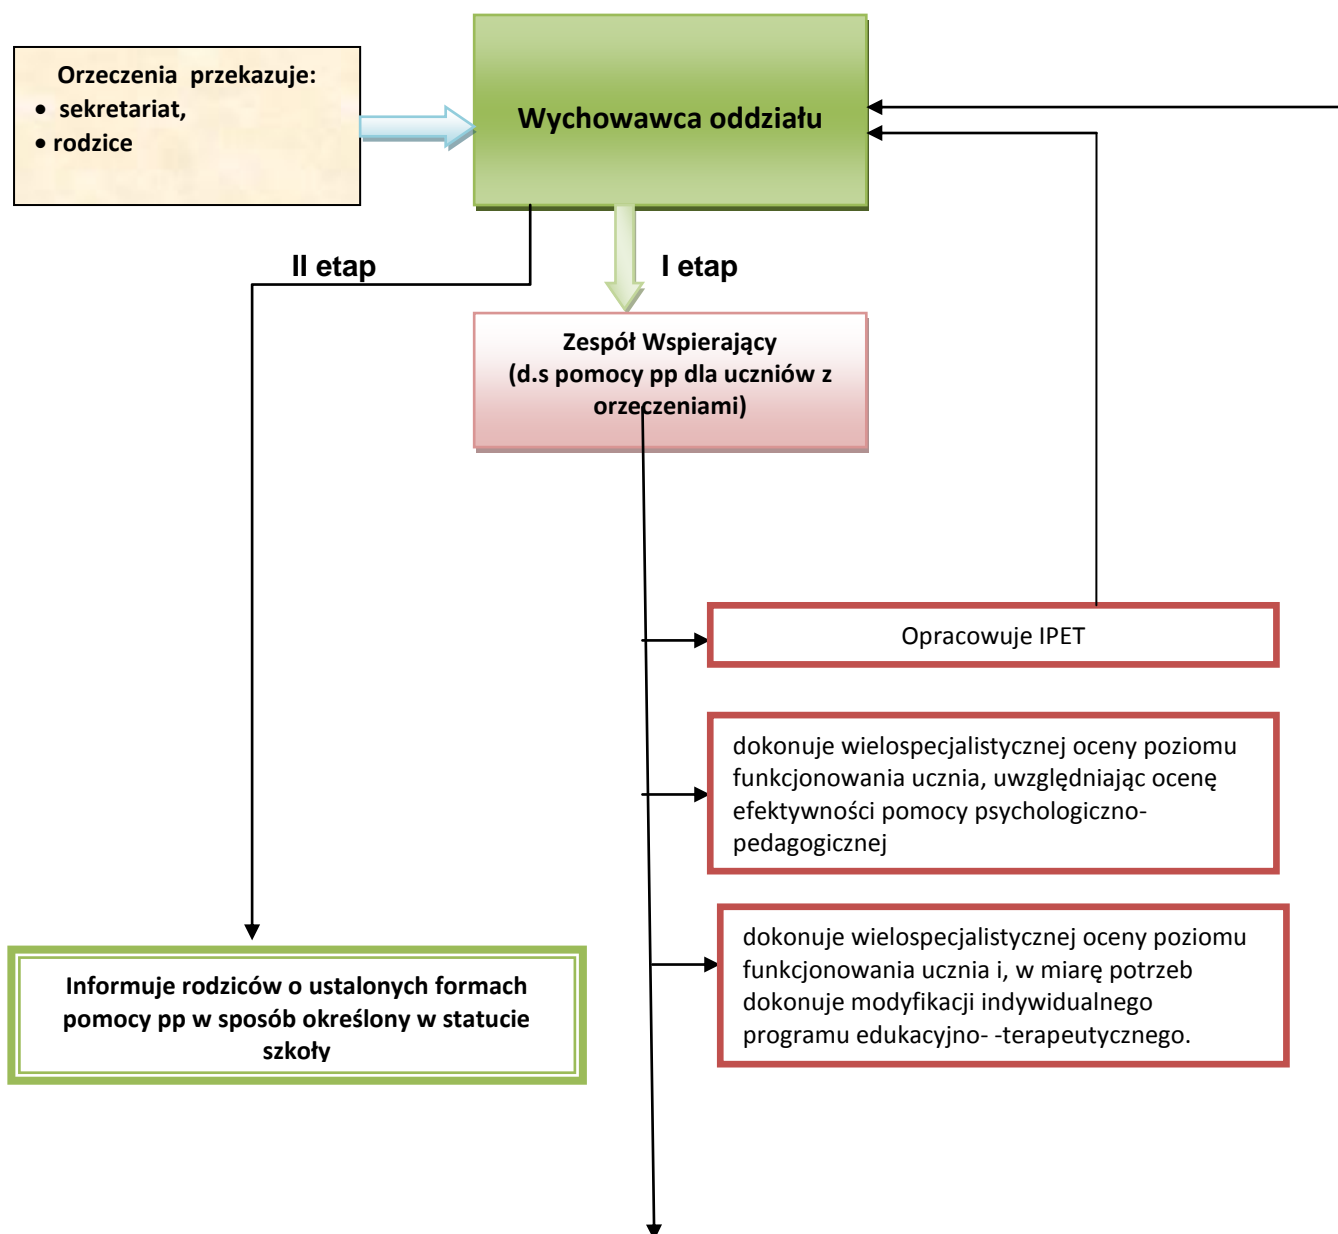 Orzeczenia przekazuje:
• sekretariat,
• rodzice
Wychowawca oddziału
II etap
I etap
Zespół Wspierający
(d.s pomocy pp dla uczniów z
orzeczeniami)
Opracowuje IPET
dokonuje wielospecjalistycznej oceny poziomu
funkcjonowania ucznia, uwzględniając ocenę
efektywności pomocy psychologiczno-
pedagogicznej
dokonuje wielospecjalistycznej oceny poziomu
funkcjonowania ucznia i, w miarę potrzeb
dokonuje modyfikacji indywidualnego
programu edukacyjno- -terapeutycznego.
Informuje rodziców o ustalonych formach
pomocy pp w sposób określony w statucie
szkoły